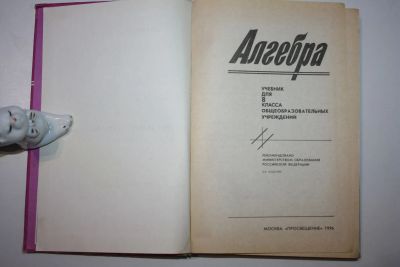 Алгебра
УЧЕБНИК
ДЛЯ
8
КЛАССА
ОБЩЕОБРАЗОВАТЕЛЬНЫХ
УЧРЕЖДЕНИЙ
РЕКОМЕНДОВАНО
МИНИСТЕРСТВОМ ОБРАЗОВАНИЯ
РОССИЙСКОЙ ФЕДЕРАЦИИ
МОСКВА «ПРОСВЕЩЕНИЕ» 1996